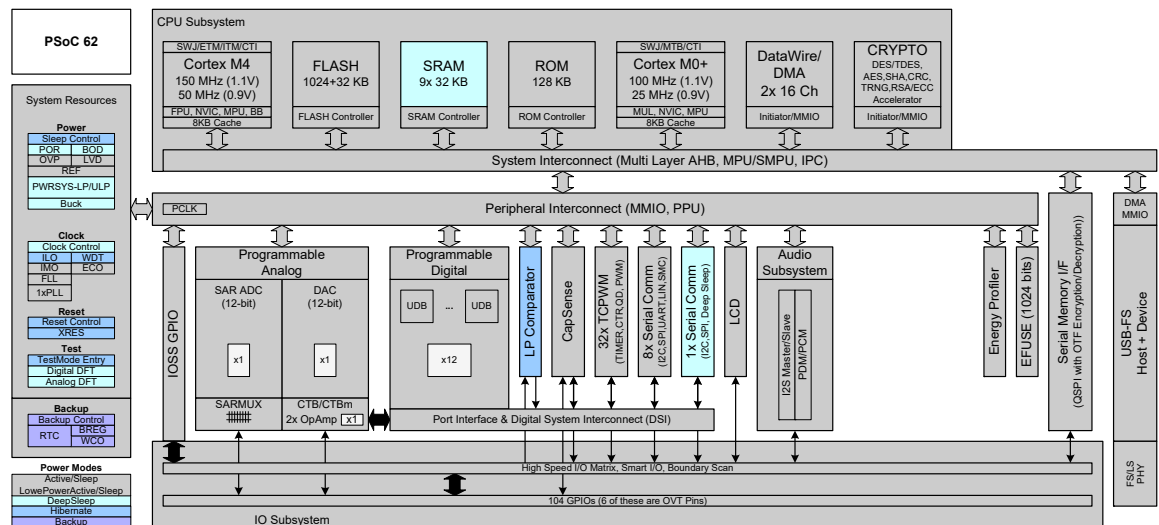 PSoC 62
System Resources
Power
Sleep Control
POR BOD
OVP LVD
REF
PWRSYS-LP/ULP
Buck
Clock
Clock Control
ILO WDT
IMO ECO
FLL
1xPLL
Reset
Reset Control
XRES
Test
TestMode Entry
Digital DFT
Analog DFT
Backup
Backup Control
RTC BREG
WCO
Power Modes
Active/Sleep
LowePowerActive/Sleep
DeepSleep
Hibernate
Backup
CPU Subsystem
SWJ/ETM/ITM/CTI
Cortex M4
150 MHz (1.1V)
50 MHz (0.9V)
FPU, NVIC, MPU, BB
8KB Cache
FLASH
1024+32 KB
FLASH Controller
SRAM
9x 32 KB
SRAM Controller
ROM
128 KB
ROM Controller
SWJ/MTB/CTI
Cortex M0+
100 MHz (1.1V)
25 MHz (0.9V)
MUL, NVIC, MPU
8KB Cache
DataWire/
DMA
2x 16 Ch
Initiator/MMIO
CRYPTO
DES/TDES,
AES,SHA,CRC,
TRNG,RSA/ECC
Accelerator
Initiator/MMIO
System Interconnect (Multi Layer AHB, MPU/SMPU, IPC)
PCLK
Peripheral Interconnect (MMIO, PPU)
IOSS GPIO
Programmable
Analog
SAR ADC
(12-bit)
x1
SARMUX
DAC
(12-bit)
x1
CTB/CTBm
2x OpAmp x1
Programmable
Digital
UDB ... UDB
x12
Port Interface & Digital System Interconnect (DSI)
LP Comparator
CapSense
32x TCPWM
(TIMER,CTR,QD, PWM)
8x Serial Comm
(I2C,SPI,UART,LIN,SMC)
1x Serial Comm
(I2C,SPI, Deep Sleep)
LCD
Audio
Subsystem
I2S Master/Slave
PDM/PCM
Energy Profiler
EFUSE (1024 bits)
Serial Memory I/F
(QSPI with OTF Encryption/Decryption))
DMA
MMIO
USB-FS
Host + Device
FS/LS
PHY
High Speed I/O Matrix, Smart I/O, Boundary Scan
104 GPIOs (6 of these are OVT Pins)
IO Subsystem